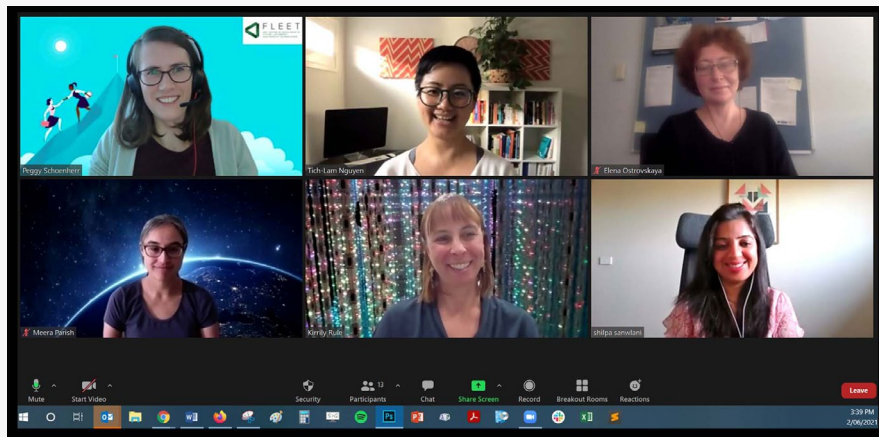 FLEET
Peggy Schoenherr
Tich-Lam Nguyen
Elena Ostrovskaya
Meera Parish
Kirrily Rule
shilpa sanwlani
13
Mute
Start Video
Security
Participants
Chat
Share Screen
Record
Breakout Rooms
Reactions
Leave
Ps
3:39 PM
2/06/2021